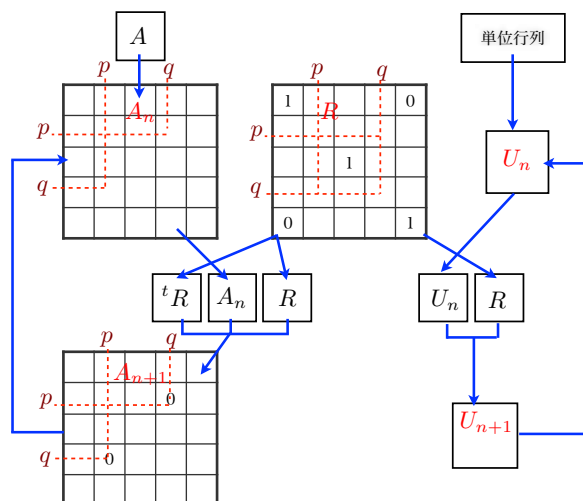 A
単位行列
p q
p q
1 0
A_n
R
p
p
1
U_n
q
q
0 1
{}^tR A_n R
U_n R
p q
A_{n+1}
p 0
U_{n+1}
q 0